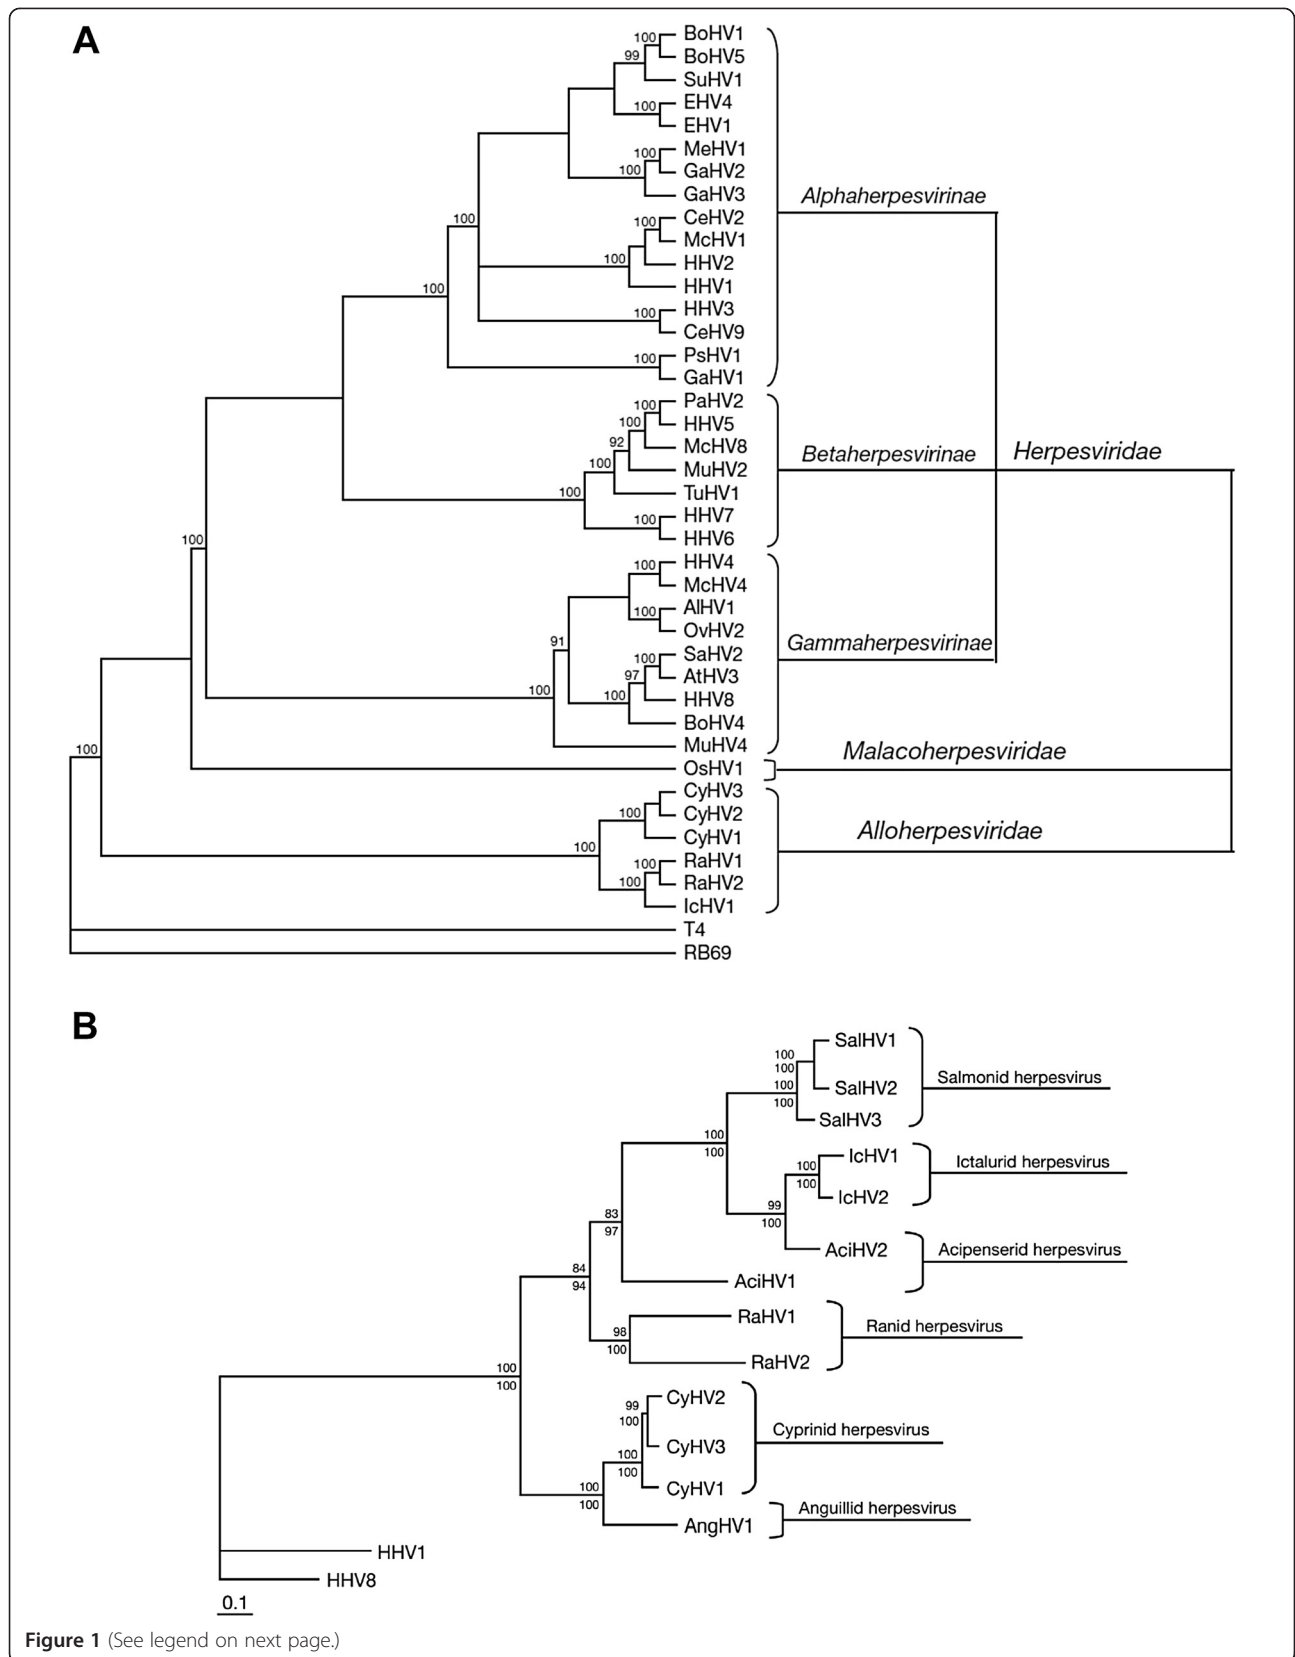 A
100 BoHV1
99 BoHV5
SuHV1
100 EHV4
EHV1
100 MeHV1
100 GaHV2
GaHV3
Alphaherpesvirinae
100 100 CeHV2
McHV1
100 HHV2
HHV1
100 100 HHV3
CeHV9
100 PsHV1
GaHV1
100 PaHV2
100 HHV5
92 McHV8
Betaherpesvirinae Herpesviridae
100 MuHV2
100 TuHV1
100 HHV7
100 HHV6
100 HHV4
McHV4
100 AlHV1
OvHV2
91 Gammaherpesvirinae
100 SaHV2
97 AtHV3
100 100 HHV8
BoHV4
100 MuHV4
Malacoherpesviridae
OsHV1
CyHV3
100 CyHV2
CyHV1
Alloherpesviridae
100 100 RaHV1
100 RaHV2
IcHV1
T4
RB69
B
SalHV1
100
100
Salmonid herpesvirus
100 SalHV2
100
SalHV3
100
100
IcHV1
100
100
Ictalurid herpesvirus
IcHV2
99
100
AciHV2 Acipenserid herpesvirus
83
97
84
94
AciHV1
RaHV1
98
100
Ranid herpesvirus
RaHV2
100
100
CyHV2
99
100
Cyprinid herpesvirus
CyHV3
100
100
CyHV1
100
100
Anguillid herpesvirus
AngHV1
HHV1
HHV8
0.1
Figure 1 (See legend on next page.)